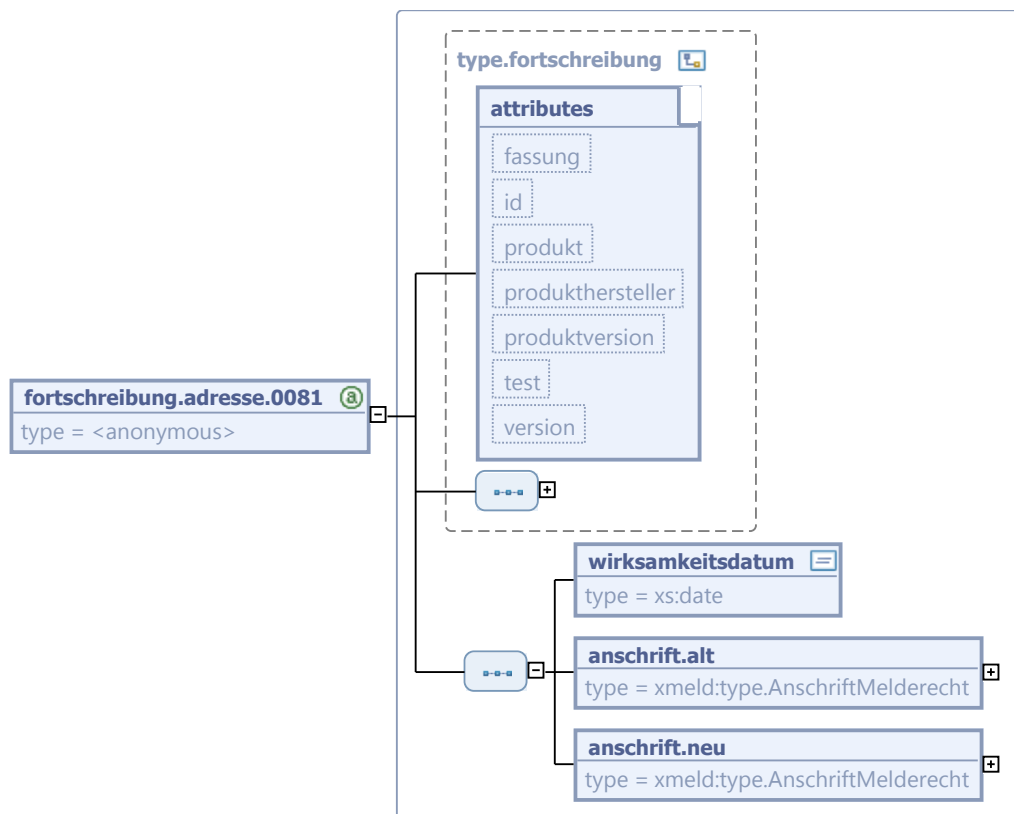 type.fortschreibung
attributes
fassung
id
produkt
produkthersteller
produktversion
test
version
fortschreibung.adresse.0081
type = <anonymous>
wirksamkeitsdatum
type = xs:date
anschrift.alt
type = xmeld:type.AnschriftMelderecht
anschrift.neu
type = xmeld:type.AnschriftMelderecht